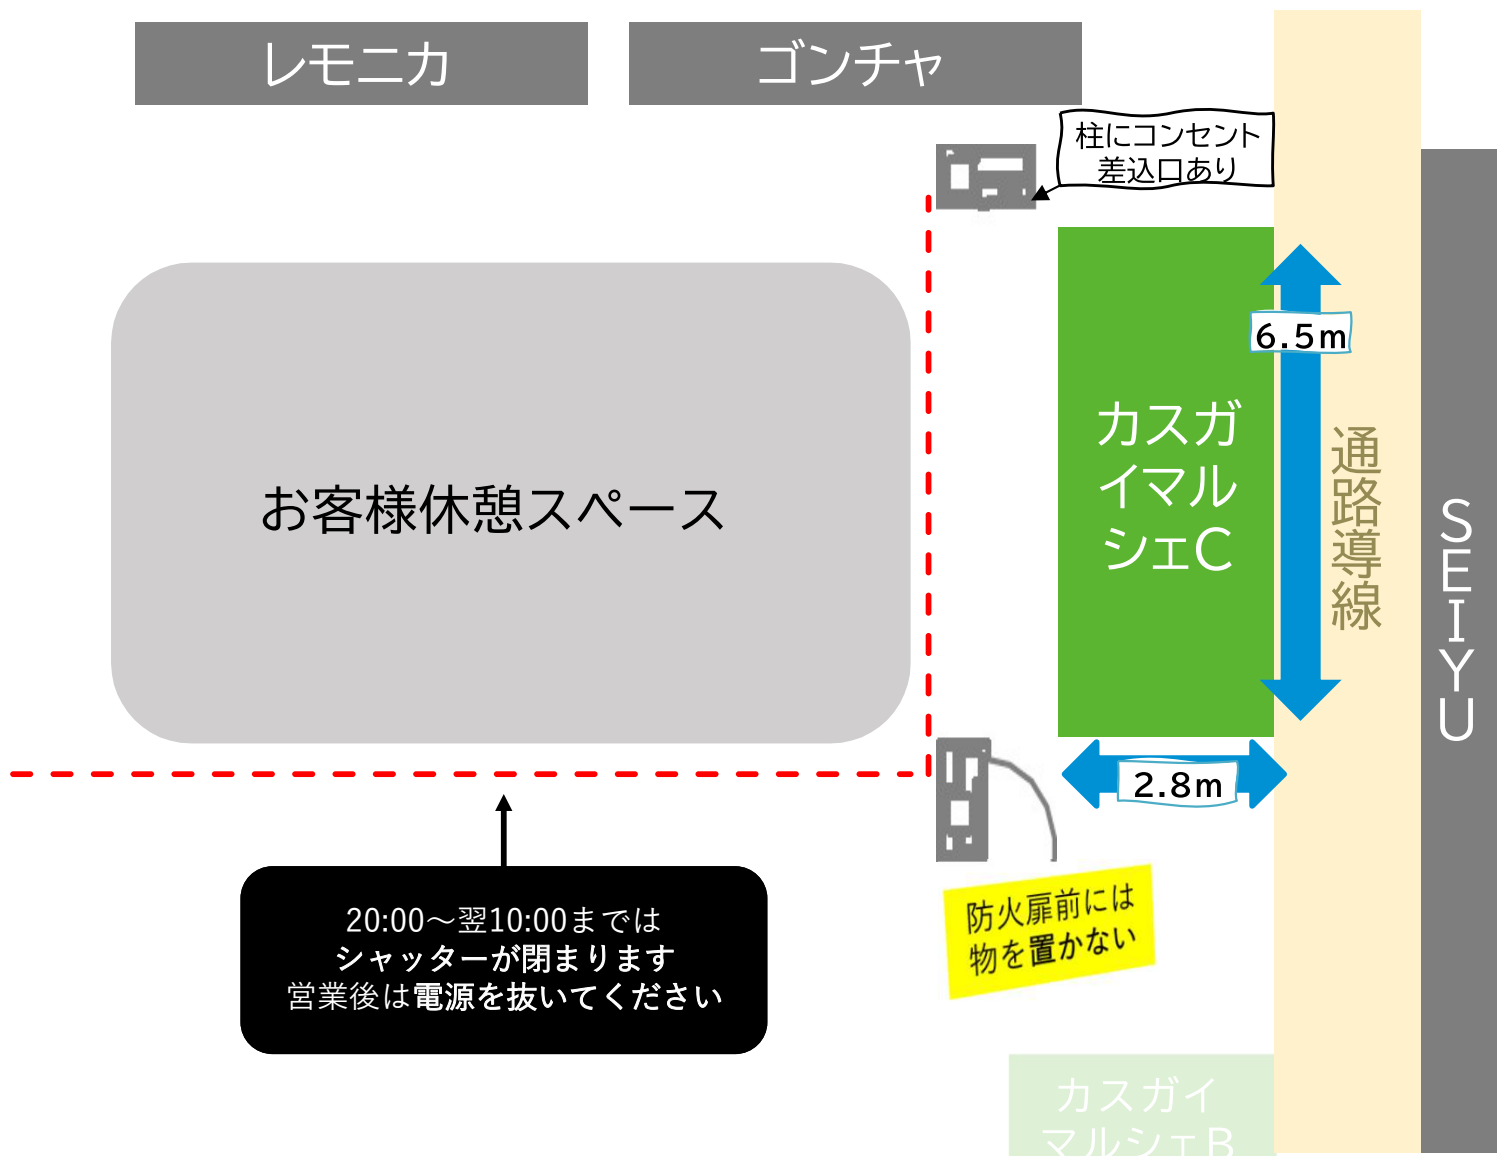 レモニカ
ゴンチャ
柱にコンセント
差込口あり
6.5m
カスガ
イマル
シェC
通路導線
SEIYU
お客様休憩スペース
2.8m
20:00～翌10:00までは
シャッターが閉まります
営業後は電源を抜いてください
防火扉前には
物を置かない
カスガイ
マルシェB